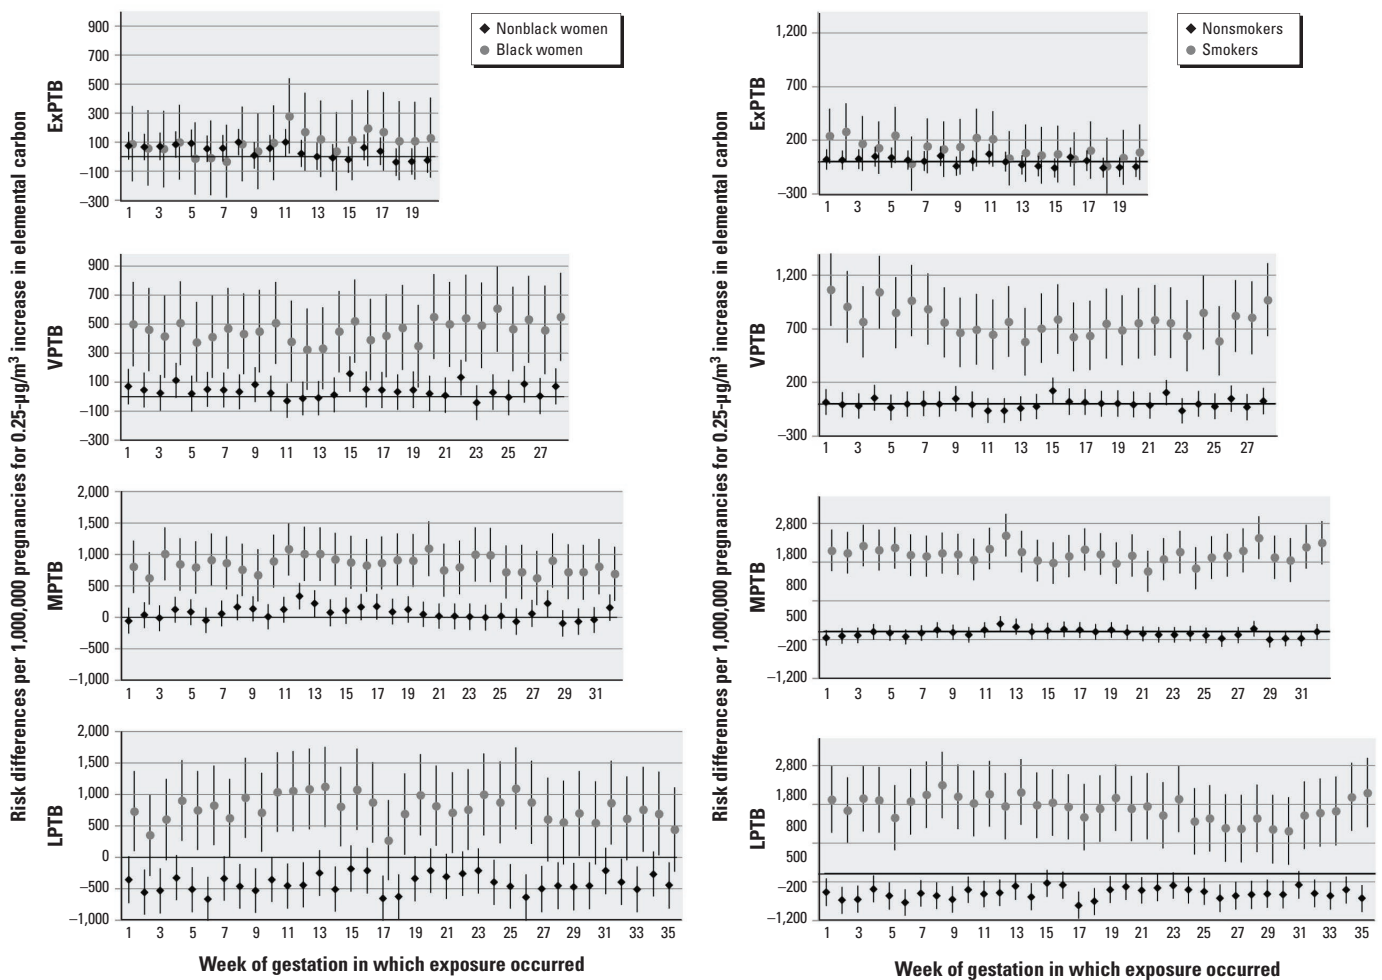 Nonblack women
Black women
Risk differences per 1,000,000 pregnancies for 0.25-µg/m³ increase in elemental carbon
ExPTB
900
700
500
300
100
−100
−300
1 3 5 7 9 11 13 15 17 19
VPTB
900
700
500
300
100
−100
−300
1 3 5 7 9 11 13 15 17 19 21 23 25 27
MPTB
2,000
1,500
1,000
500
0
−500
−1,000
1 3 5 7 9 11 12 13 15 17 19 21 23 25 27 29 31
LPTB
2,000
1,500
1,000
500
0
−500
−1,000
1 3 5 7 9 11 13 15 17 19 21 23 25 27 29 31 33 35
Week of gestation in which exposure occurred
Nonsmokers
Smokers
Risk differences per 1,000,000 pregnancies for 0.25-µg/m³ increase in elemental carbon
ExPTB
1,200
700
200
−300
1 3 5 7 9 11 13 15 17 19
VPTB
1,200
700
200
−300
1 3 5 7 9 11 13 15 17 19 21 23 25 27
MPTB
2,800
1,800
800
500
−200
−1,200
1 3 5 7 9 11 13 15 17 19 21 23 25 27 29 31
LPTB
2,800
1,800
800
500
−200
−1,200
1 3 5 7 9 11 13 15 17 19 21 23 25 27 29 31 33 35
Week of gestation in which exposure occurred